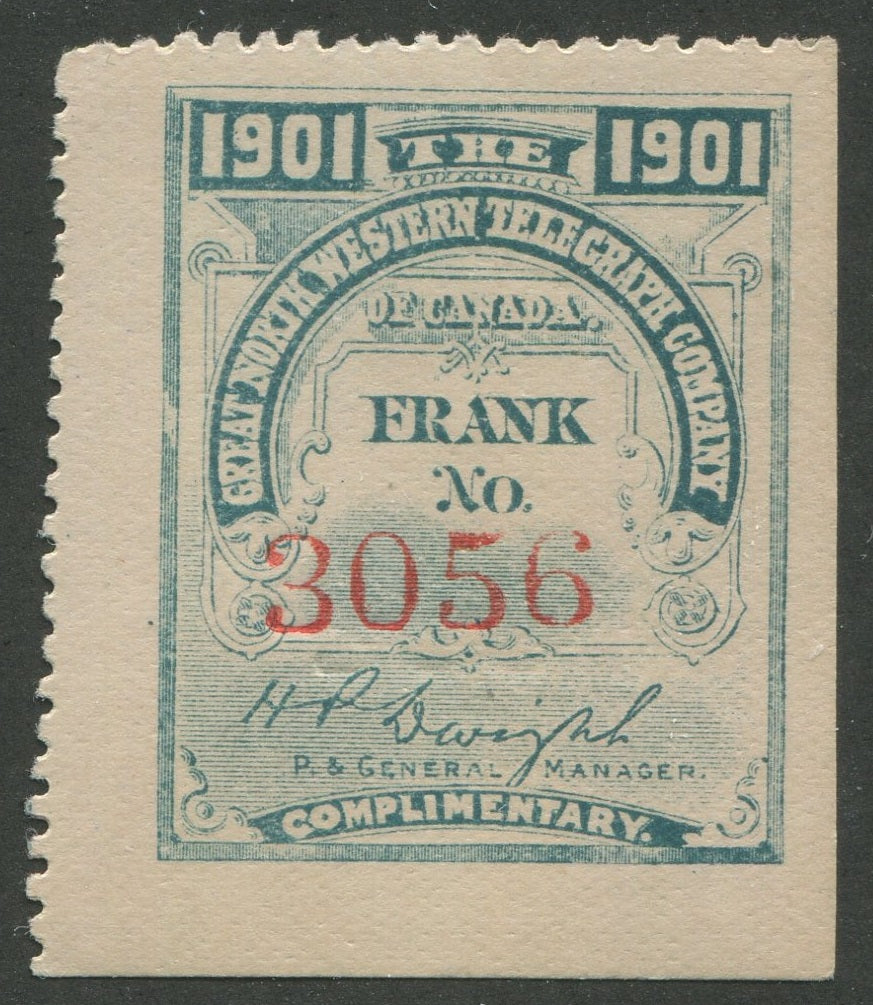 1901 THE 1901
GREAT NORTH WESTERN TELEGRAPH COMPANY
OF CANADA.
FRANK
No.
3056
H P Dwight
P. & GENERAL MANAGER.
COMPLIMENTARY.